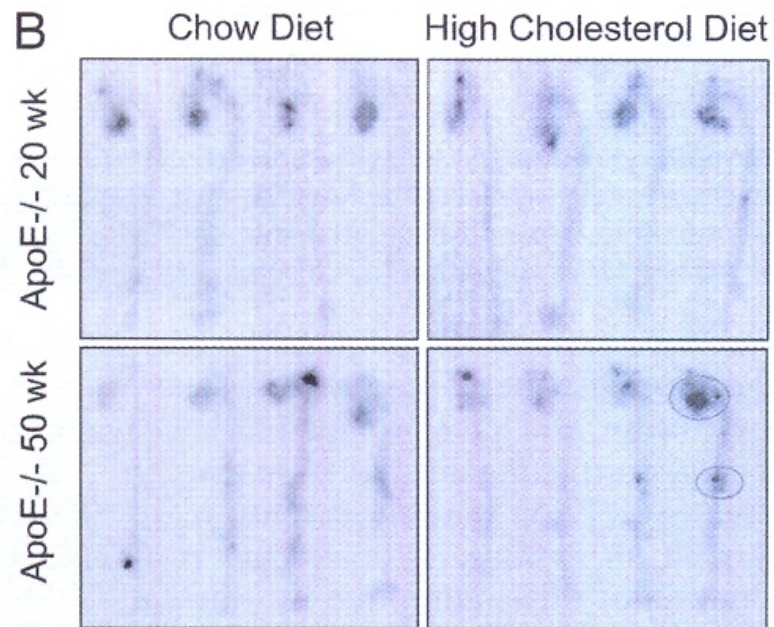 B
Chow Diet
High Cholesterol Diet
ApoE-/- 20 wk
ApoE-/- 50 wk